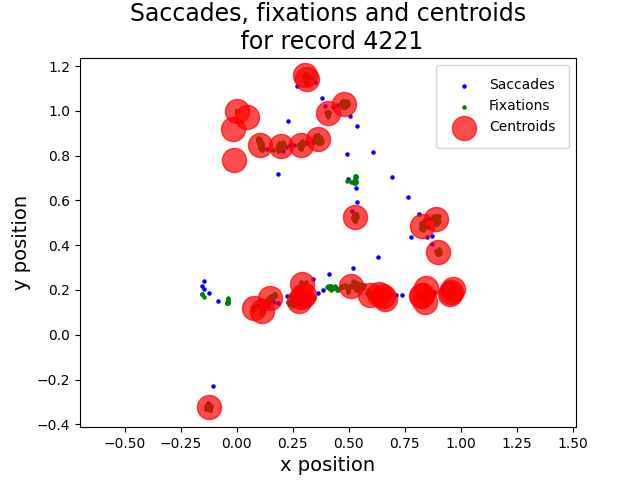 Saccades, fixations and centroids
for record 4221
Saccades
Fixations
Centroids
y position
1.2
1.0
0.8
0.6
0.4
0.2
0.0
−0.2
−0.4
−0.50 −0.25 0.00 0.25 0.50 0.75 1.00 1.25 1.50
x position